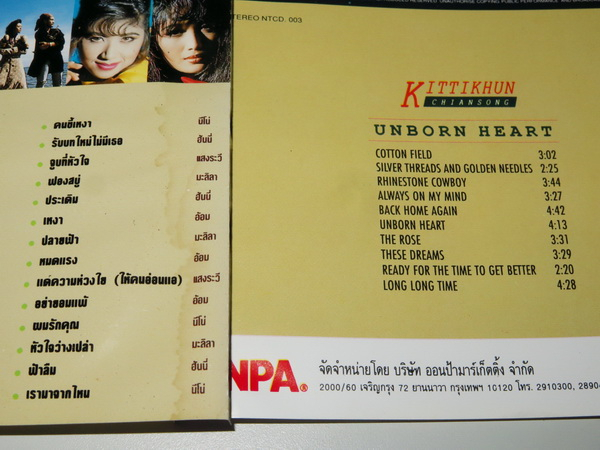 คนขี้เหงา นีโน่
รับบทใหม่ไม่มีเธอ ฮันนี่
จูบที่หัวใจ แสงระวี
ฟองสบู่ มะลิลา
ประเดิม ฮันนี่
เหงา อ้อม
ปลายฟ้า มะลิลา
หมดแรง อ้อม
แด่ความห่วงใย (ให้คนอ่อนแอ) แสงระวี
อย่ายอมแพ้ อ้อม
ผมรักคุณ นีโน่
หัวใจว่างเปล่า มะลิลา
ฟ้าลืม ฮันนี่
เรามาจากไหน นีโน่
STEREO NTCD. 003
KITTIKHUN
CHIANSONG
UNBORN HEART
COTTON FIELD 3:02
SILVER THREADS AND GOLDEN NEEDLES 2:25
RHINESTONE COWBOY 3:44
ALWAYS ON MY MIND 3:27
BACK HOME AGAIN 4:42
UNBORN HEART 4:13
THE ROSE 3:31
THESE DREAMS 3:29
READY FOR THE TIME TO GET BETTER 2:20
LONG LONG TIME 4:28
NPA®
จัดจำหน่ายโดย บริษัท ออนป้ามาร์เก็ตติ้ง จำกัด
2000/60 เจริญกรุง 72 ยานนาวา กรุงเทพฯ 10120 โทร. 2910300, 2890